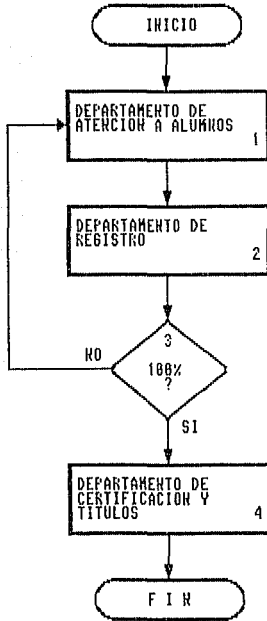 INICIO
DEPARTAMENTO DE
ATENCION A ALUMNOS
1
DEPARTAMENTO DE
REGISTRO
2
3
100%
?
NO
SI
DEPARTAMENTO DE
CERTIFICACION Y
TITULOS
4
F I N